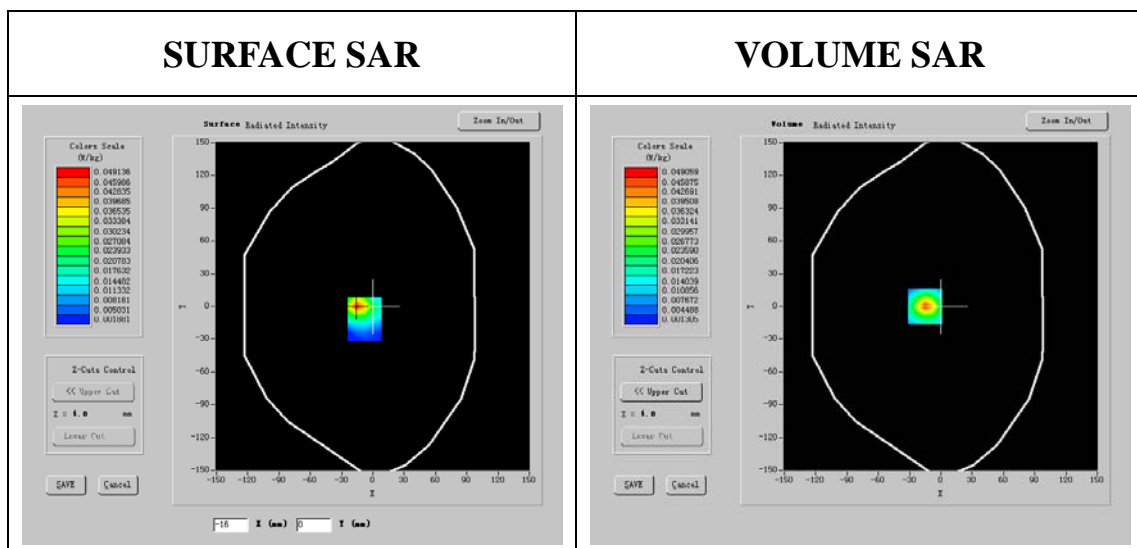 SURFACE SAR
VOLUME SAR
Surface Radiated Intensity
Zoom In/Out
Colors Scale
(W/kg)
0.049136
0.045986
0.042835
0.039685
0.036535
0.033384
0.030234
0.027084
0.023933
0.020783
0.017632
0.014482
0.011332
0.008181
0.005031
0.001881
150
120
90
60
30
0
-30
-60
-90
-120
-150
Y
-150 -120 -90 -60 -30 0 30 60 90 120 150
X
Z-Cuts Control
<< Upper Cut
Z = 4.0 mm
Lower Cut
SAVE Cancel
-16 X (mm) 0 Y (mm)
Volume Radiated Intensity
Zoom In/Out
Colors Scale
(W/kg)
0.049059
0.045875
0.042691
0.039508
0.036324
0.033141
0.029957
0.026773
0.023590
0.020406
0.017223
0.014039
0.010856
0.007672
0.004488
0.001305
150
120
90
60
30
0
-30
-60
-90
-120
-150
Y
-150 -120 -90 -60 -30 0 30 60 90 120 150
X
Z-Cuts Control
<< Upper Cut
Z = 4.0 mm
Lower Cut
SAVE Cancel